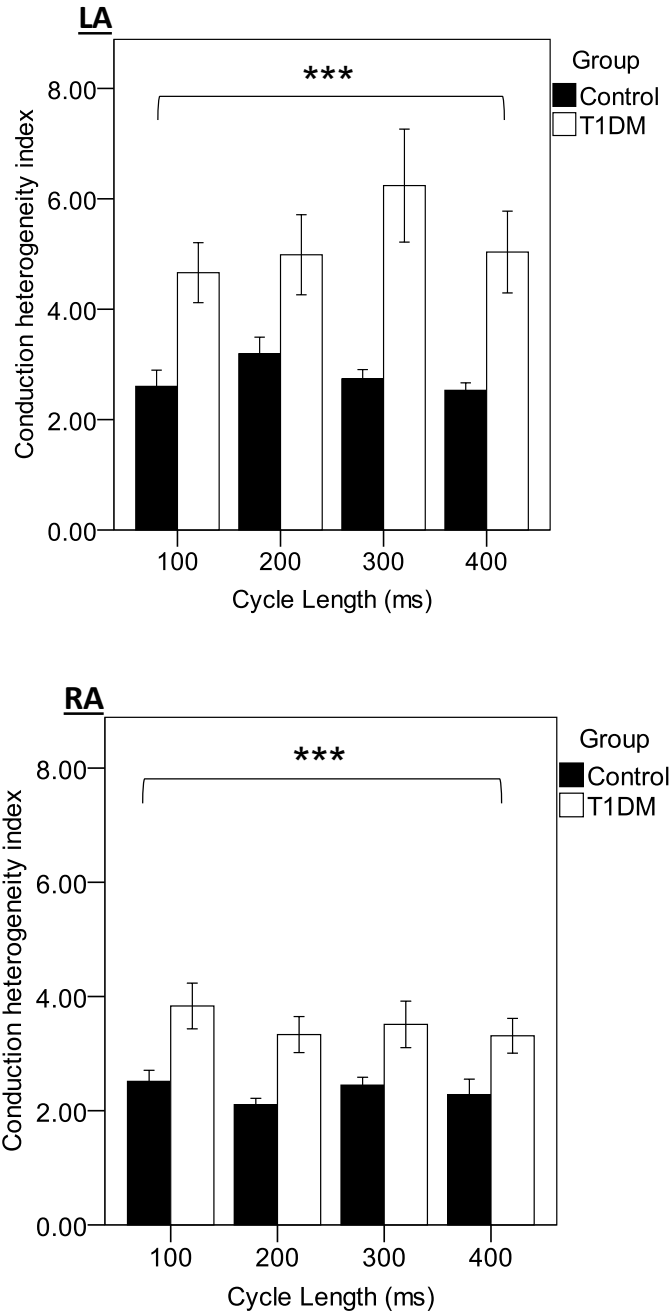 LA
***
Group
Control
T1DM
Conduction heterogeneity index
8.00
6.00
4.00
2.00
0.00
100 200 300 400
Cycle Length (ms)
RA
***
Group
Control
T1DM
Conduction heterogeneity index
8.00
6.00
4.00
2.00
0.00
100 200 300 400
Cycle Length (ms)